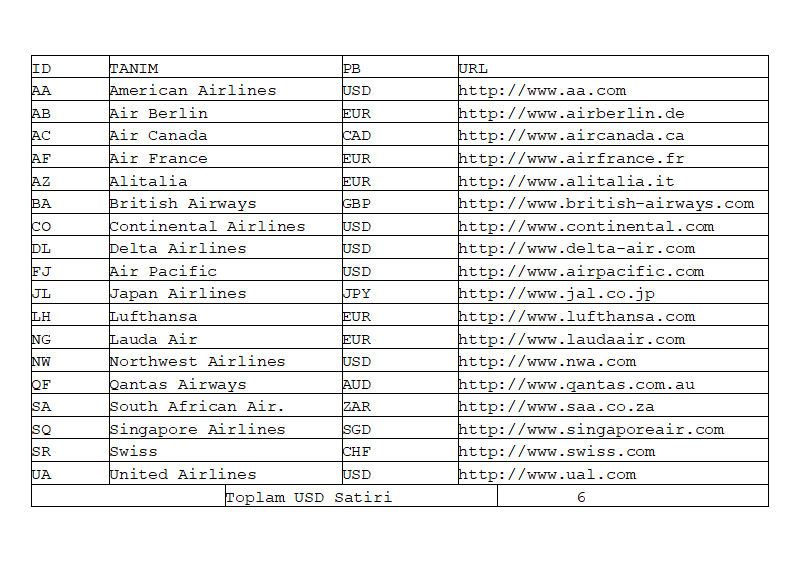 ID TANIM PB URL
AA American Airlines USD http://www.aa.com
AB Air Berlin EUR http://www.airberlin.de
AC Air Canada CAD http://www.aircanada.ca
AF Air France EUR http://www.airfrance.fr
AZ Alitalia EUR http://www.alitalia.it
BA British Airways GBP http://www.british-airways.com
CO Continental Airlines USD http://www.continental.com
DL Delta Airlines USD http://www.delta-air.com
FJ Air Pacific USD http://www.airpacific.com
JL Japan Airlines JPY http://www.jal.co.jp
LH Lufthansa EUR http://www.lufthansa.com
NG Lauda Air EUR http://www.laudaair.com
NW Northwest Airlines USD http://www.nwa.com
QF Qantas Airways AUD http://www.qantas.com.au
SA South African Air. ZAR http://www.saa.co.za
SQ Singapore Airlines SGD http://www.singaporeair.com
SR Swiss CHF http://www.swiss.com
UA United Airlines USD http://www.ual.com
Toplam USD Satiri 6